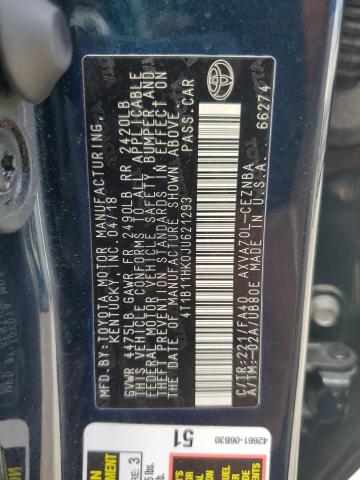 MFD.BY:TOYOTA MOTOR MANUFACTURING,
KENTUCKY, INC. 04/18
GVWR 4475LB GAWR FR 2490LB RR 2420LB
THIS VEHICLE CONFORMS TO ALL APPLICABLE
FEDERAL MOTOR VEHICLE SAFETY, BUMPER, AND
THEFT PREVENTION STANDARDS IN EFFECT ON
THE DATE OF MANUFACTURE SHOWN ABOVE.
4T1B11HK0JU621293 PASS.CAR
C/TR:221/FA40 AXVA70L-CEZNBA
A/TM:-02A/UB80E MADE IN U.S.A.
66274
51
42661-06B30